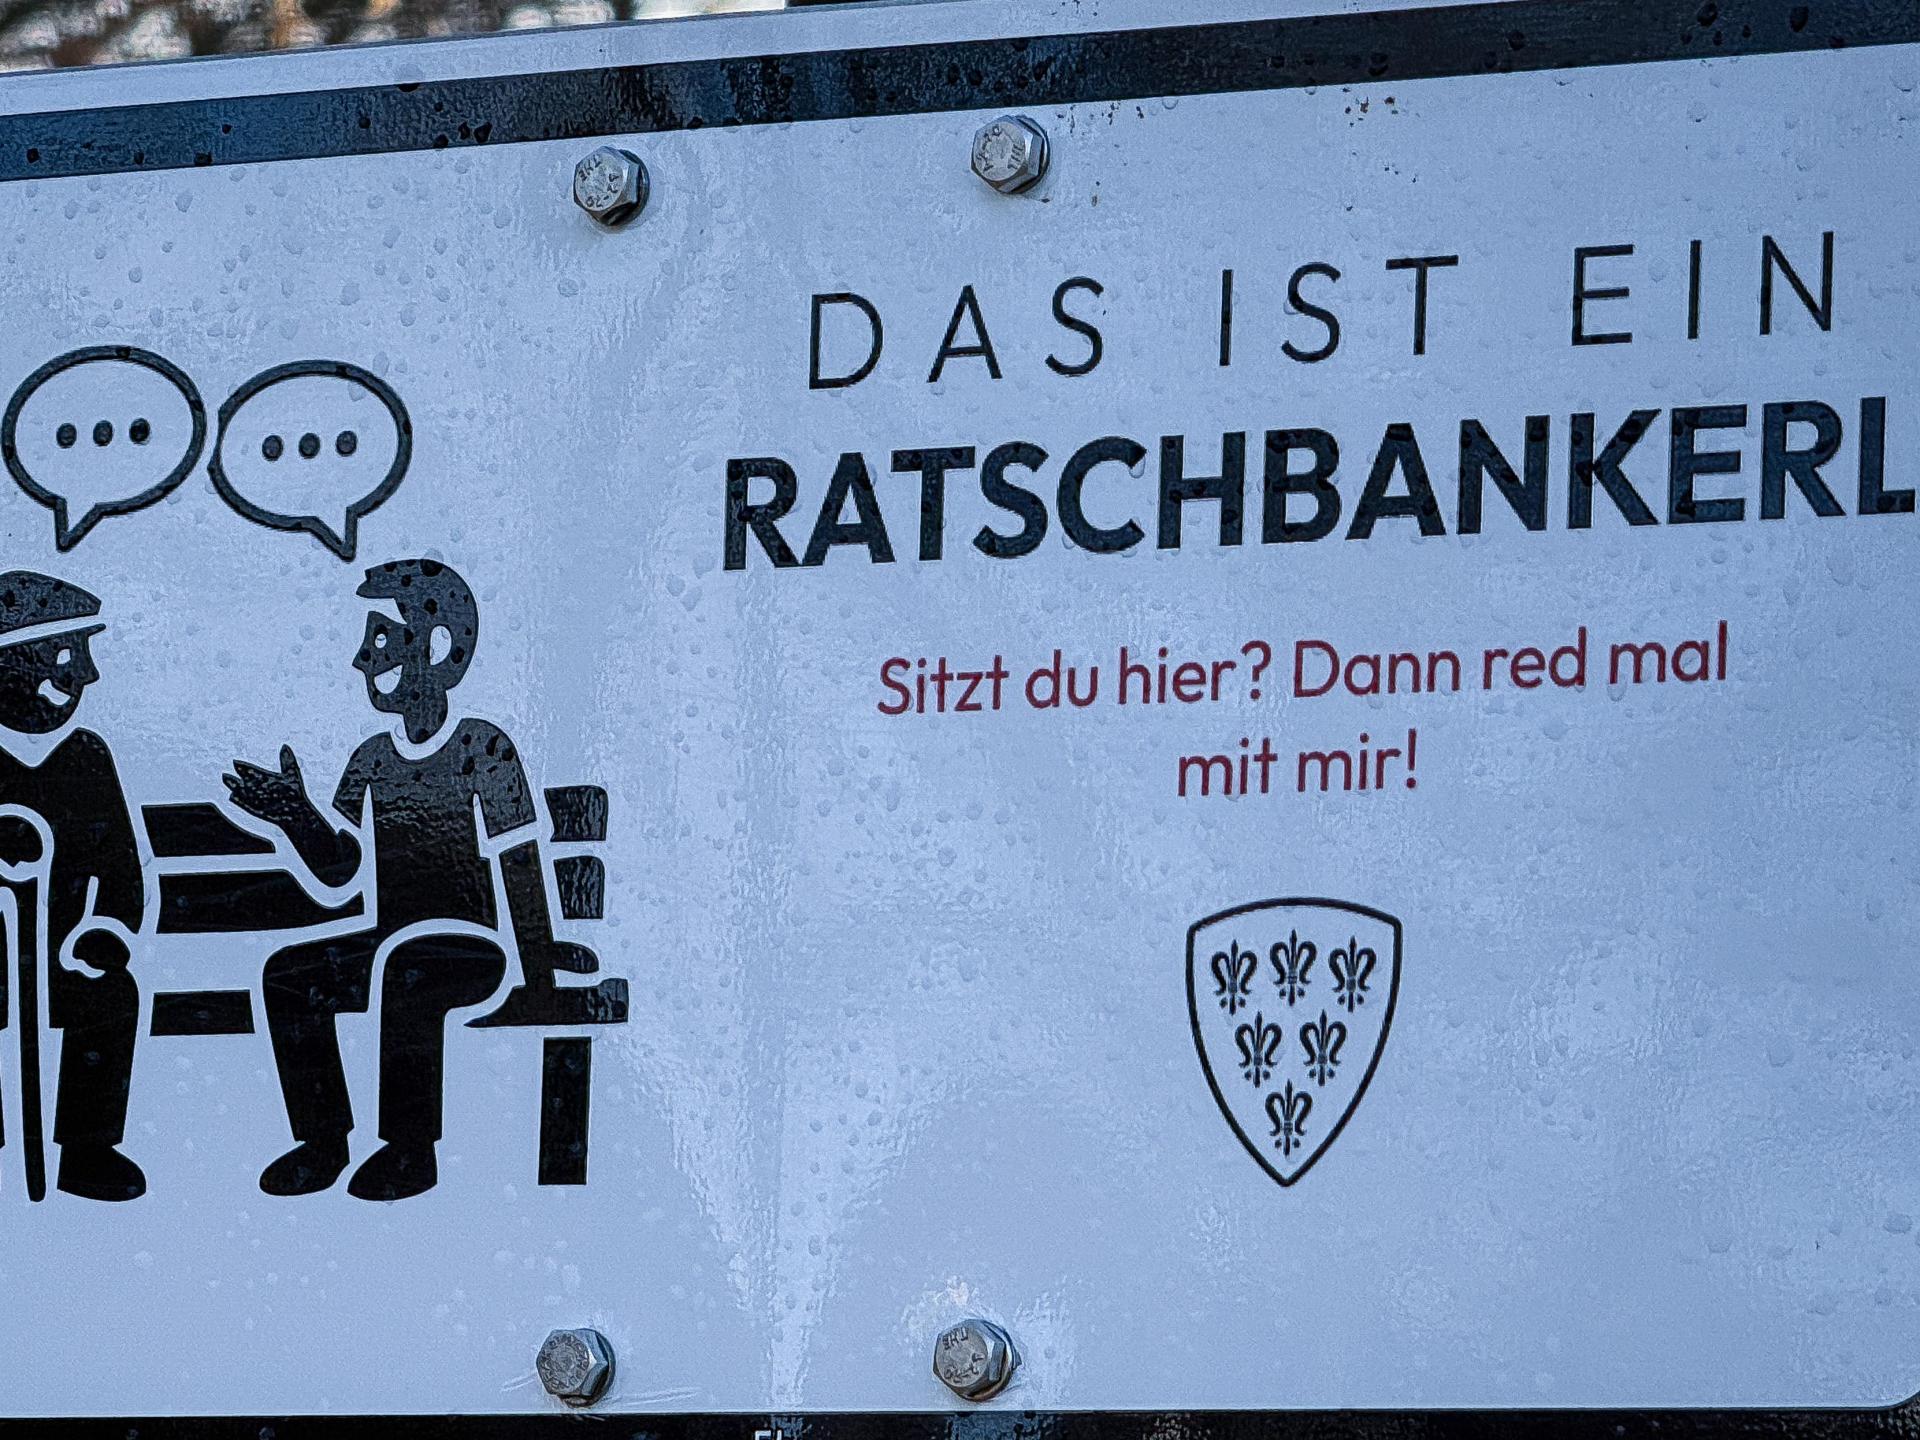 DAS IST EIN
RATSCHBANKERL
Sitzt du hier? Dann red mal
mit mir!